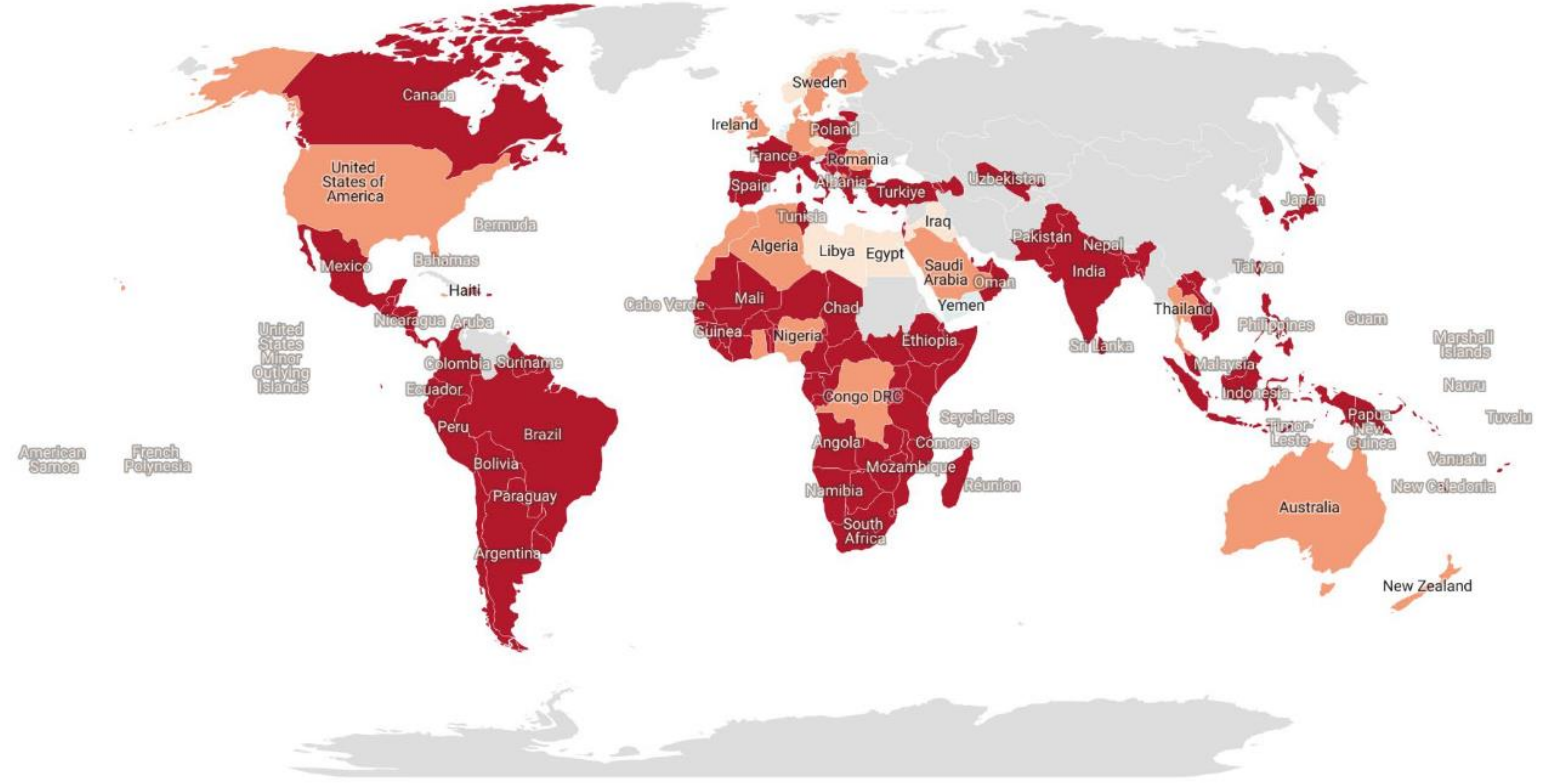 Canada
Sweden
Ireland
Poland
France
Romania
United
States of
America
Spain
Albania
Turkiye
Uzbekistan
Japan
Bermuda
Tunisia
Iraq
Algeria
Libya
Egypt
Pakistan
Nepal
Mexico
Bahamas
Saudi
Arabia
Oman
India
Taiwan
Haiti
Cabo Verde
Mali
Chad
Yemen
Thailand
Nicaragua
Aruba
Guinea
Nigeria
Ethiopia
Philippines
Guam
United
States
Minor
Outlying
Islands
Sri Lanka
Marshall
Islands
Colombia
Suriname
Malaysia
Ecuador
Congo DRC
Indonesia
Nauru
Peru
Brazil
Seychelles
Papua
New
Guinea
Tuvalu
Timor-
Leste
Angola
Comoros
American
Samoa
French
Polynesia
Bolivia
Mozambique
Vanuatu
Paraguay
Namibia
Réunion
New Caledonia
South
Africa
Australia
Argentina
New Zealand